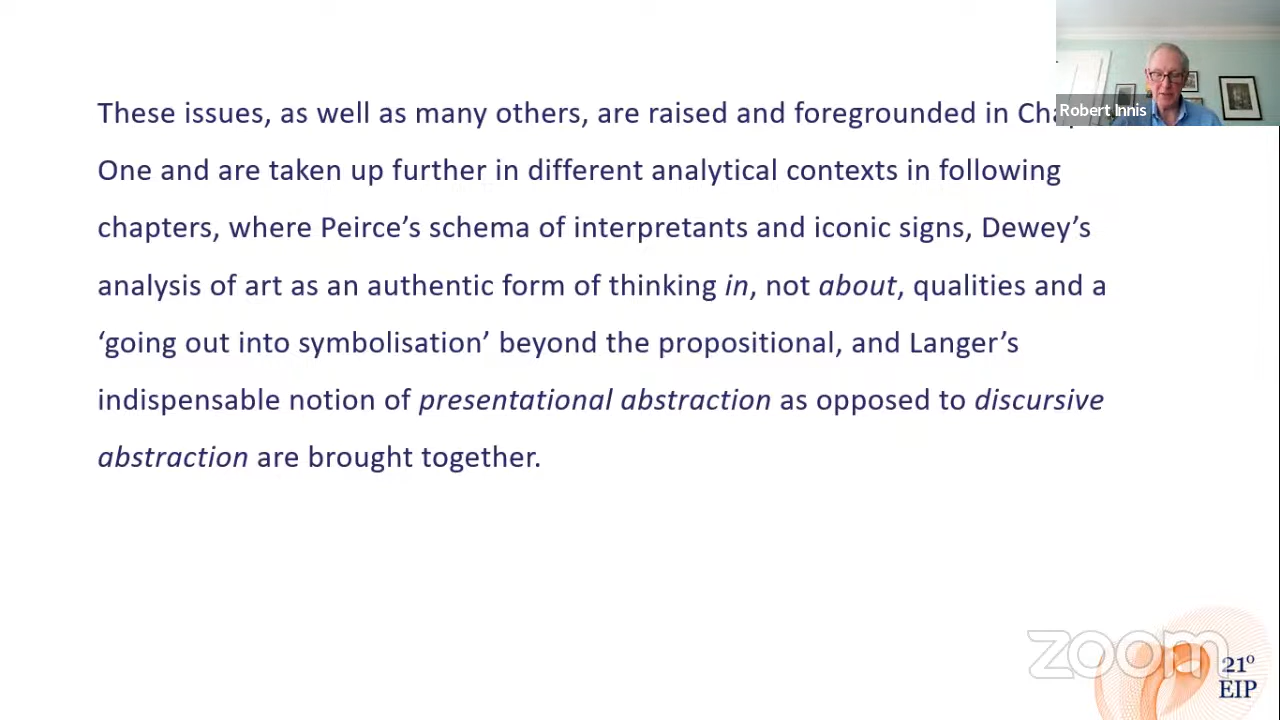 These issues, as well as many others, are raised and foregrounded in
One and are taken up further in different analytical contexts in following
chapters, where Peirce’s schema of interpretants and iconic signs, Dewey’s
analysis of art as an authentic form of thinking in, not about, qualities and a
‘going out into symbolisation’ beyond the propositional, and Langer’s
indispensable notion of presentational abstraction as opposed to discursive
abstraction are brought together.
Robert Innis
zoom
21º
EIP